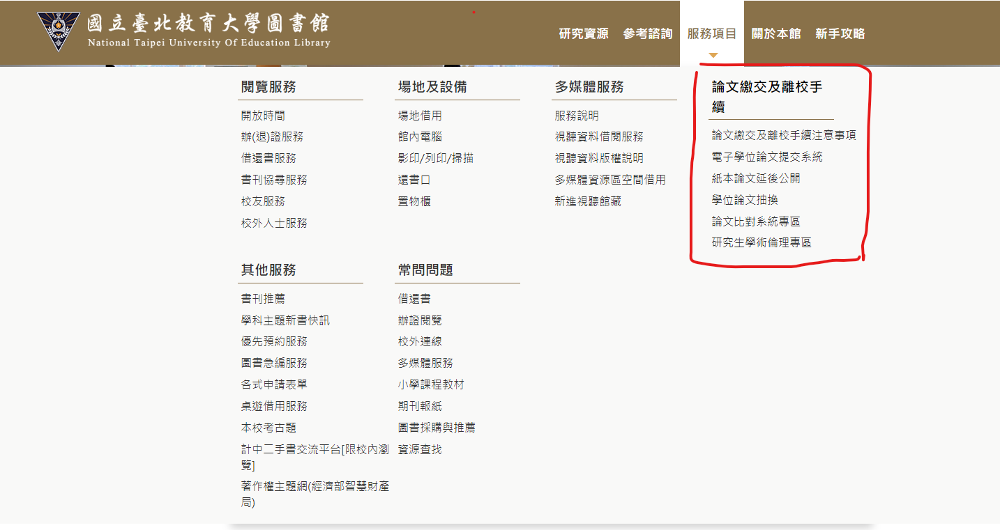 國立臺北教育大學圖書館
National Taipei University Of Education Library
研究資源
參考諮詢
服務項目
關於本館
新手攻略
閱覽服務
開放時間
辦(退)證服務
借還書服務
書刊協尋服務
校友服務
校外人士服務
場地及設備
場地借用
館內電腦
影印/列印/掃描
還書口
置物櫃
多媒體服務
服務說明
視聽資料借閱服務
視聽資料版權說明
多媒體資源區空間借用
新進視聽館藏
論文繳交及離校手
續
論文繳交及離校手續注意事項
電子學位論文提交系統
紙本論文延後公開
學位論文抽換
論文比對系統專區
研究生學術倫理專區
其他服務
書刊推薦
學科主題新書快訊
優先預約服務
圖書急編服務
各式申請表單
桌遊借用服務
本校考古題
計中二手書交流平台[限校內瀏
覽]
著作權主題網(經濟部智慧財產
局)
常問問題
借還書
辦證閱覽
校外連線
多媒體服務
小學課程教材
期刊報紙
圖書採購與推薦
資源查找